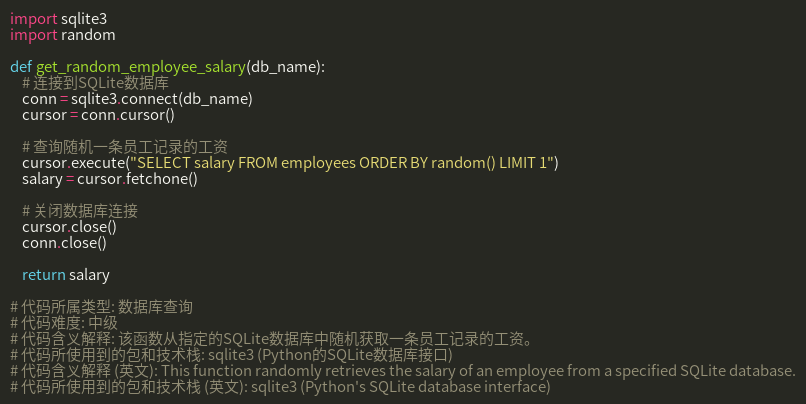 import sqlite3
import random
def get_random_employee_salary(db_name):
# 连接到SQLite数据库
conn = sqlite3.connect(db_name)
cursor = conn.cursor()
# 查询随机一条员工记录的工资
cursor.execute("SELECT salary FROM employees ORDER BY random() LIMIT 1")
salary = cursor.fetchone()
# 关闭数据库连接
cursor.close()
conn.close()
return salary
# 代码所属类型: 数据库查询
# 代码难度: 中级
# 代码含义解释: 该函数从指定的SQLite数据库中随机获取一条员工记录的工资。
# 代码所使用到的包和技术栈: sqlite3 (Python的SQLite数据库接口)
# 代码含义解释 (英文): This function randomly retrieves the salary of an employee from a specified SQLite database.
# 代码所使用到的包和技术栈 (英文): sqlite3 (Python's SQLite database interface)